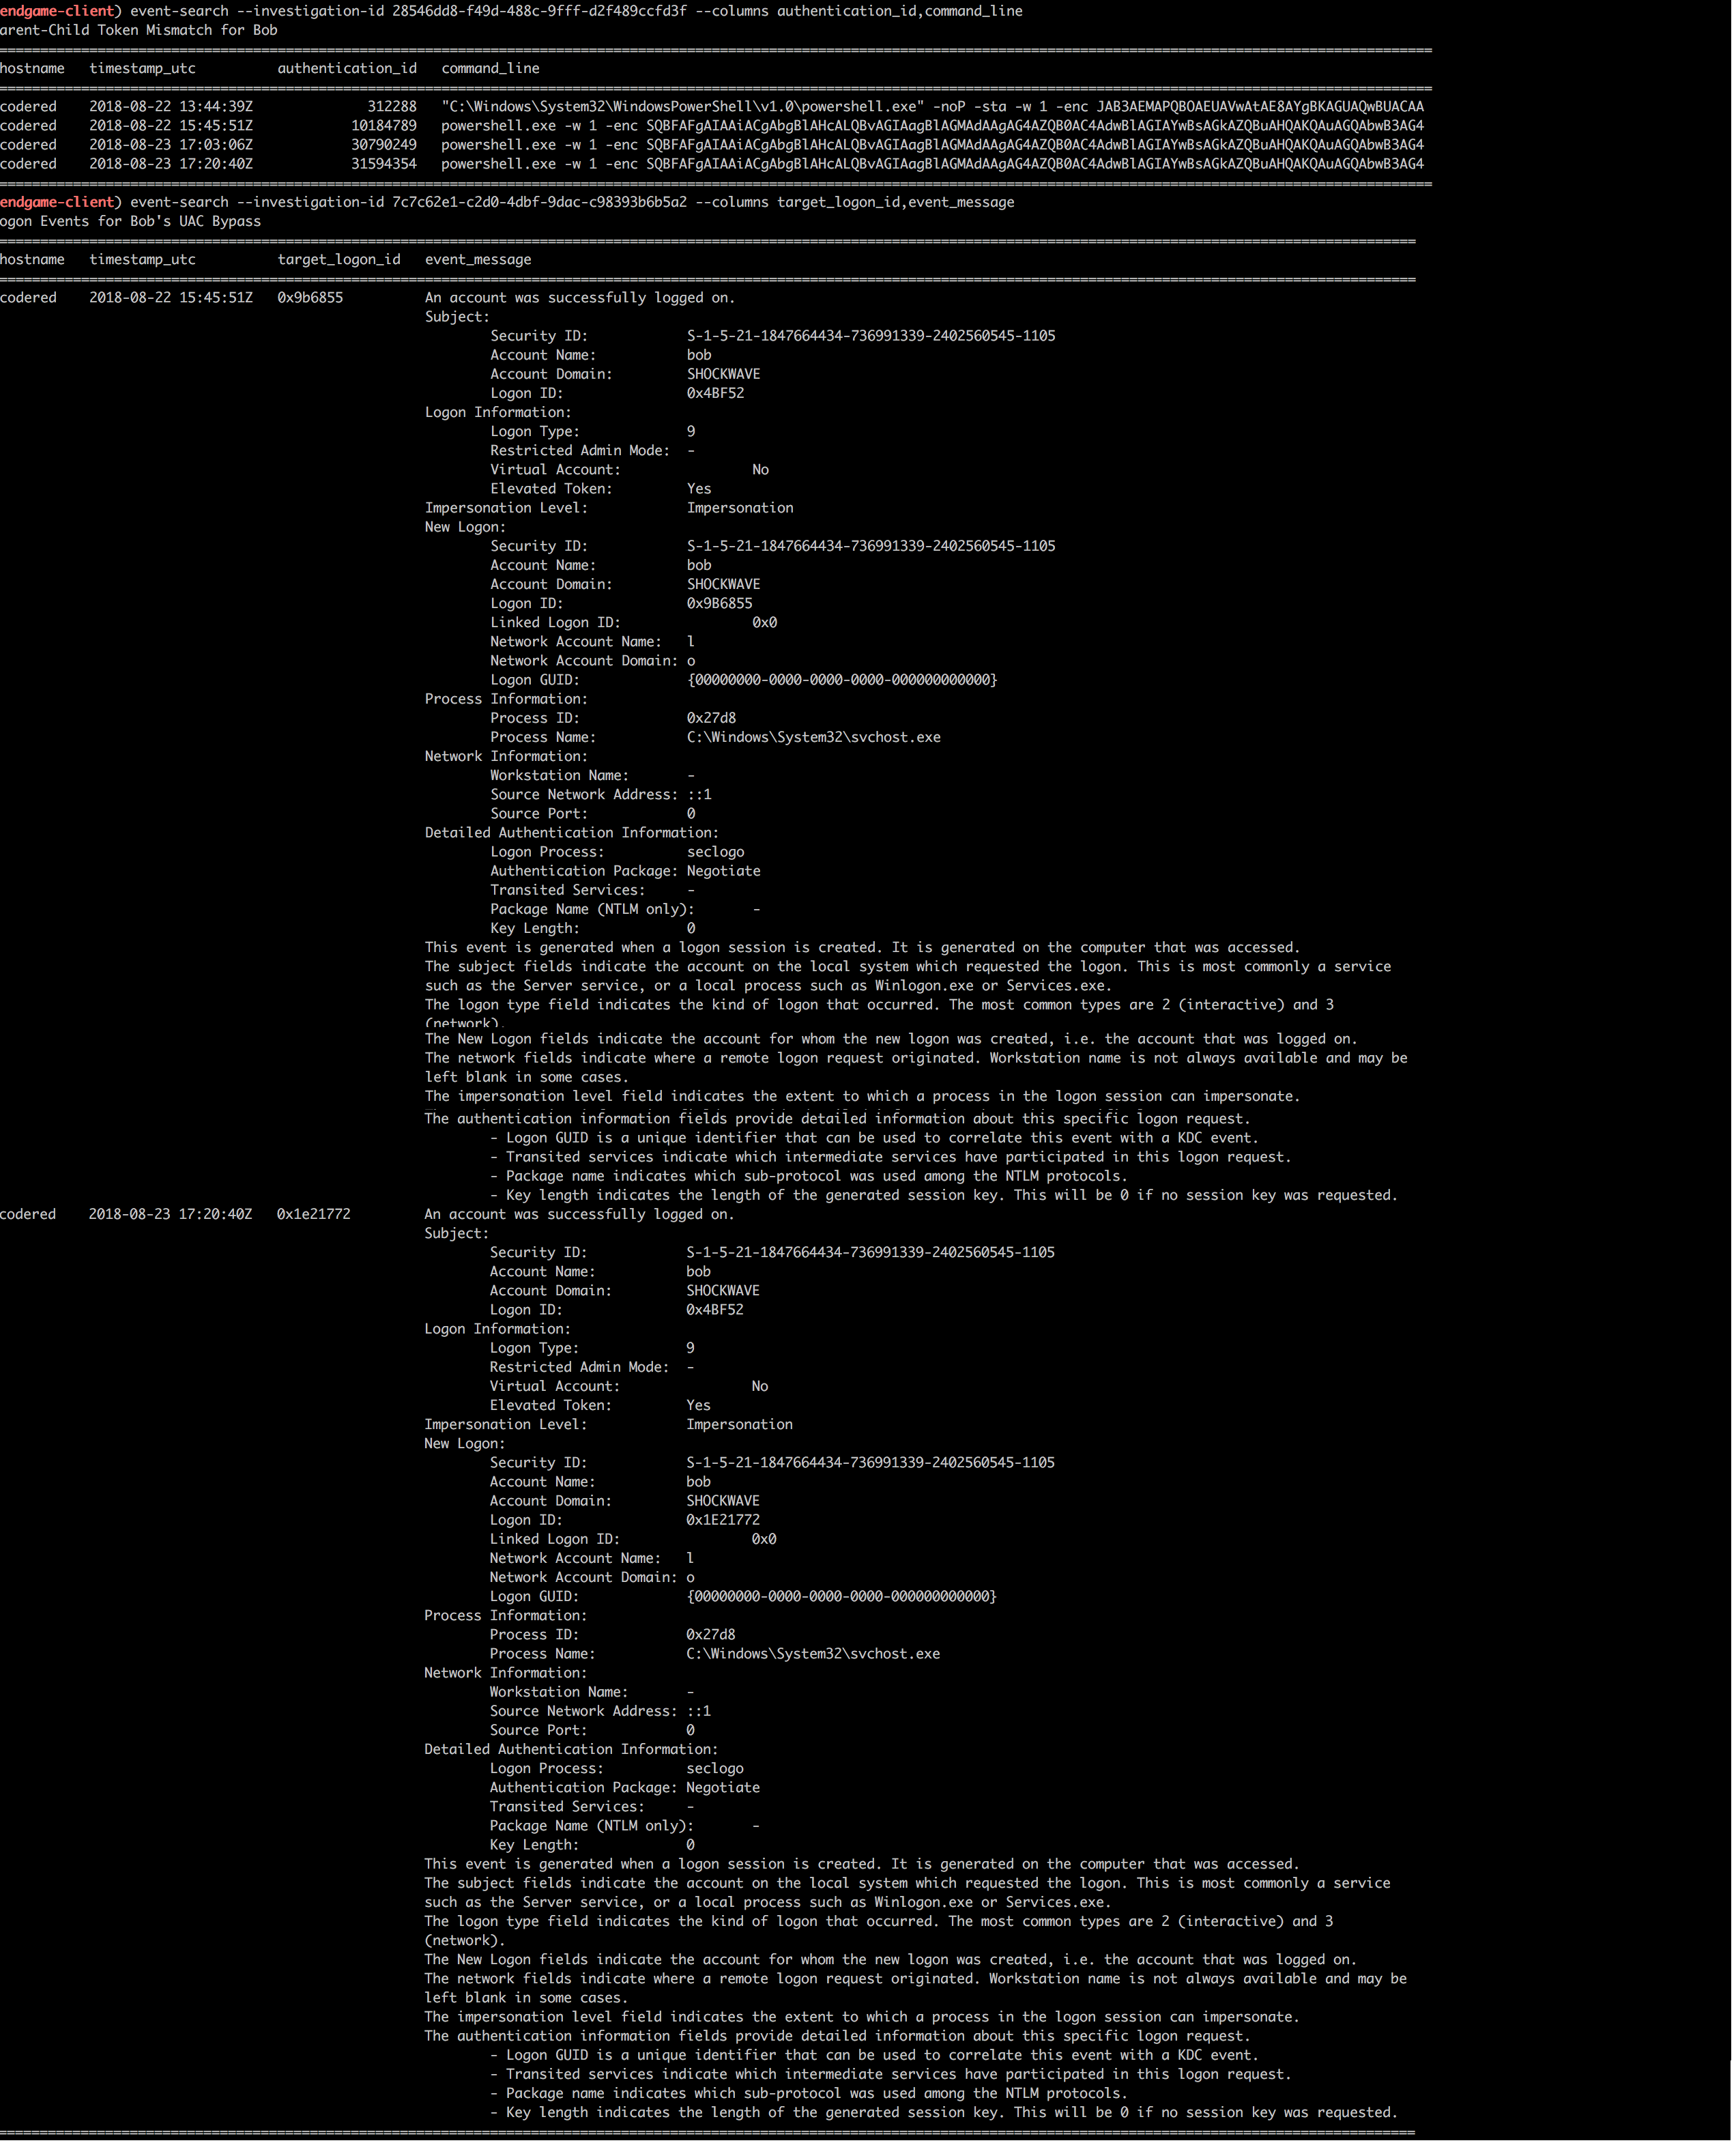 endgame-client) event-search --investigation-id 28546dd8-f49d-488c-9fff-d2f489ccfd3f --columns authentication_id,command_line
arent-Child Token Mismatch for Bob
hostname timestamp_utc authentication_id command_line
codered 2018-08-22 13:44:39Z 312288 "C:\Windows\System32\WindowsPowerShell\v1.0\powershell.exe" -noP -sta -w 1 -enc JAB3AEMAPQBOAEUAVwAtAE8AYgBKAGUAQwBUACAA
codered 2018-08-22 15:45:51Z 10184789 powershell.exe -w 1 -enc SQBFAFgAIAAiACgAbgBlAHcALQBvAGIAagBlAGMAdAAgAG4AZQB0AC4AdwBlAGIAYwBsAGkAZQBuAHQAKQAuAGQAbwB3AG4
codered 2018-08-23 17:03:06Z 30790249 powershell.exe -w 1 -enc SQBFAFgAIAAiACgAbgBlAHcALQBvAGIAagBlAGMAdAAgAG4AZQB0AC4AdwBlAGIAYwBsAGkAZQBuAHQAKQAuAGQAbwB3AG4
codered 2018-08-23 17:20:40Z 31594354 powershell.exe -w 1 -enc SQBFAFgAIAAiACgAbgBlAHcALQBvAGIAagBlAGMAdAAgAG4AZQB0AC4AdwBlAGIAYwBsAGkAZQBuAHQAKQAuAGQAbwB3AG4
endgame-client) event-search --investigation-id 7c7c62e1-c2d0-4dbf-9dac-c98393b6b5a2 --columns target_logon_id,event_message
ogon Events for Bob's UAC Bypass
hostname timestamp_utc target_logon_id event_message
codered 2018-08-22 15:45:51Z 0x9b6855 An account was successfully logged on.
Subject:
Security ID: S-1-5-21-1847664434-736991339-2402560545-1105
Account Name: bob
Account Domain: SHOCKWAVE
Logon ID: 0x4BF52
Logon Information:
Logon Type: 9
Restricted Admin Mode: -
Virtual Account: No
Elevated Token: Yes
Impersonation Level: Impersonation
New Logon:
Security ID: S-1-5-21-1847664434-736991339-2402560545-1105
Account Name: bob
Account Domain: SHOCKWAVE
Logon ID: 0x9B6855
Linked Logon ID: 0x0
Network Account Name: l
Network Account Domain: o
Logon GUID: {00000000-0000-0000-0000-000000000000}
Process Information:
Process ID: 0x27d8
Process Name: C:\Windows\System32\svchost.exe
Network Information:
Workstation Name: -
Source Network Address: ::1
Source Port: 0
Detailed Authentication Information:
Logon Process: seclogo
Authentication Package: Negotiate
Transited Services: -
Package Name (NTLM only): -
Key Length: 0
This event is generated when a logon session is created. It is generated on the computer that was accessed.
The subject fields indicate the account on the local system which requested the logon. This is most commonly a service
such as the Server service, or a local process such as Winlogon.exe or Services.exe.
The logon type field indicates the kind of logon that occurred. The most common types are 2 (interactive) and 3
(network).
The New Logon fields indicate the account for whom the new logon was created, i.e. the account that was logged on.
The network fields indicate where a remote logon request originated. Workstation name is not always available and may be
left blank in some cases.
The impersonation level field indicates the extent to which a process in the logon session can impersonate.
The authentication information fields provide detailed information about this specific logon request.
- Logon GUID is a unique identifier that can be used to correlate this event with a KDC event.
- Transited services indicate which intermediate services have participated in this logon request.
- Package name indicates which sub-protocol was used among the NTLM protocols.
- Key length indicates the length of the generated session key. This will be 0 if no session key was requested.
codered 2018-08-23 17:20:40Z 0x1e21772 An account was successfully logged on.
Subject:
Security ID: S-1-5-21-1847664434-736991339-2402560545-1105
Account Name: bob
Account Domain: SHOCKWAVE
Logon ID: 0x4BF52
Logon Information:
Logon Type: 9
Restricted Admin Mode: -
Virtual Account: No
Elevated Token: Yes
Impersonation Level: Impersonation
New Logon:
Security ID: S-1-5-21-1847664434-736991339-2402560545-1105
Account Name: bob
Account Domain: SHOCKWAVE
Logon ID: 0x1E21772
Linked Logon ID: 0x0
Network Account Name: l
Network Account Domain: o
Logon GUID: {00000000-0000-0000-0000-000000000000}
Process Information:
Process ID: 0x27d8
Process Name: C:\Windows\System32\svchost.exe
Network Information:
Workstation Name: -
Source Network Address: ::1
Source Port: 0
Detailed Authentication Information:
Logon Process: seclogo
Authentication Package: Negotiate
Transited Services: -
Package Name (NTLM only): -
Key Length: 0
This event is generated when a logon session is created. It is generated on the computer that was accessed.
The subject fields indicate the account on the local system which requested the logon. This is most commonly a service
such as the Server service, or a local process such as Winlogon.exe or Services.exe.
The logon type field indicates the kind of logon that occurred. The most common types are 2 (interactive) and 3
(network).
The New Logon fields indicate the account for whom the new logon was created, i.e. the account that was logged on.
The network fields indicate where a remote logon request originated. Workstation name is not always available and may be
left blank in some cases.
The impersonation level field indicates the extent to which a process in the logon session can impersonate.
The authentication information fields provide detailed information about this specific logon request.
- Logon GUID is a unique identifier that can be used to correlate this event with a KDC event.
- Transited services indicate which intermediate services have participated in this logon request.
- Package name indicates which sub-protocol was used among the NTLM protocols.
- Key length indicates the length of the generated session key. This will be 0 if no session key was requested.